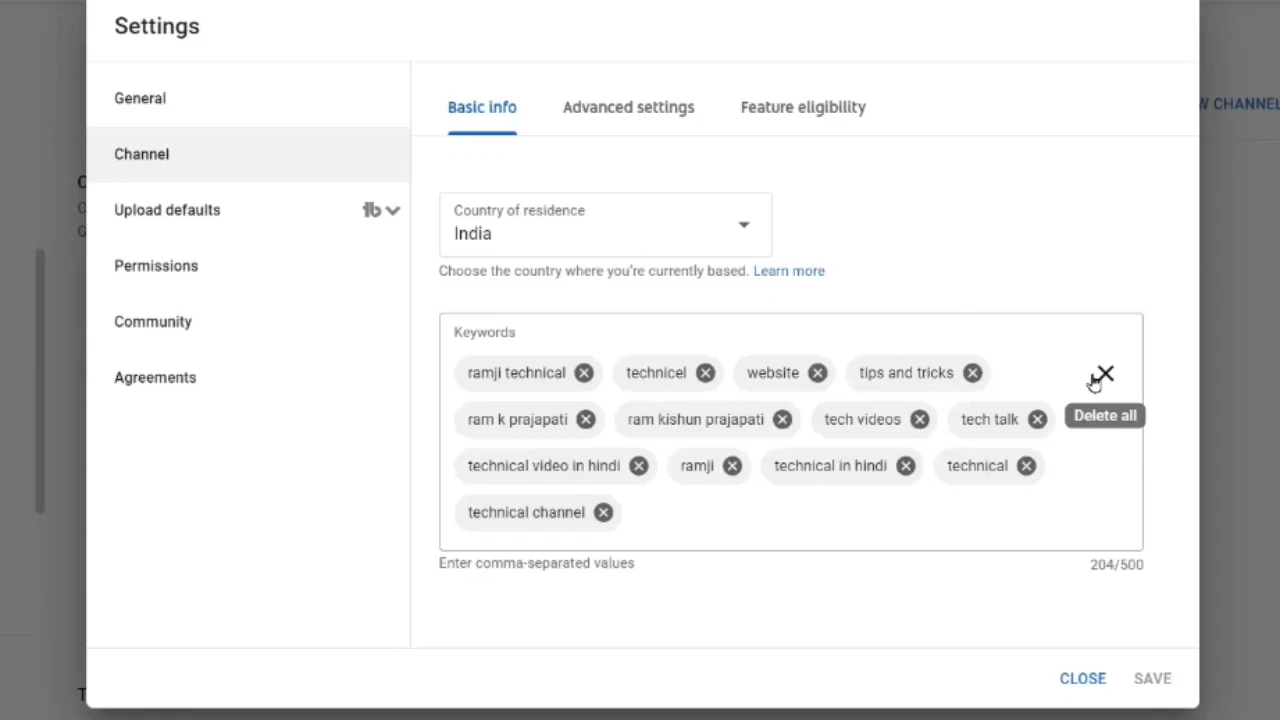 Settings
General
Channel
Upload defaults
Permissions
Community
Agreements
Basic info Advanced settings Feature eligibility
Country of residence
India
Choose the country where you're currently based. Learn more
Keywords
ramji technical technicel website tips and tricks
ram k prajapati ram kishun prajapati tech videos tech talk
Delete all
technical video in hindi ramji technical in hindi technical
technical channel
Enter comma-separated values 204/500
CLOSE SAVE
CHANNEL